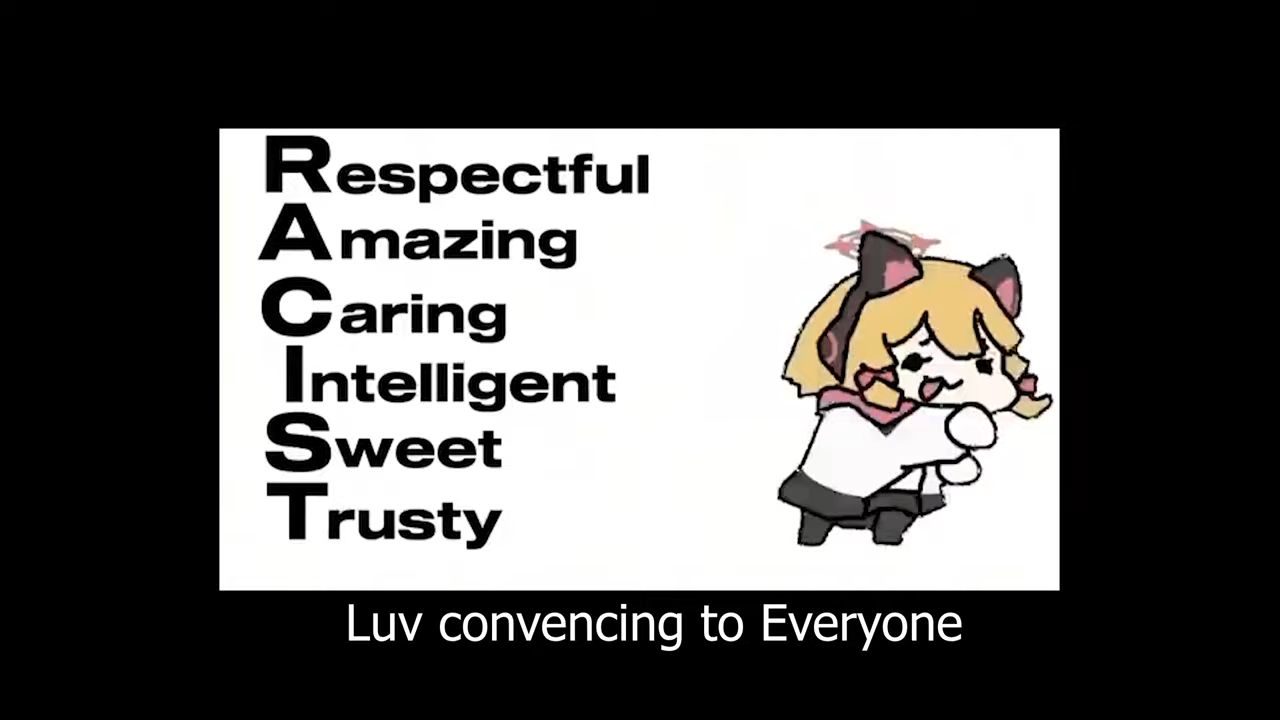 Respectful
Amazing
Caring
Intelligent
Sweet
Trusty
Luv convencing to Everyone